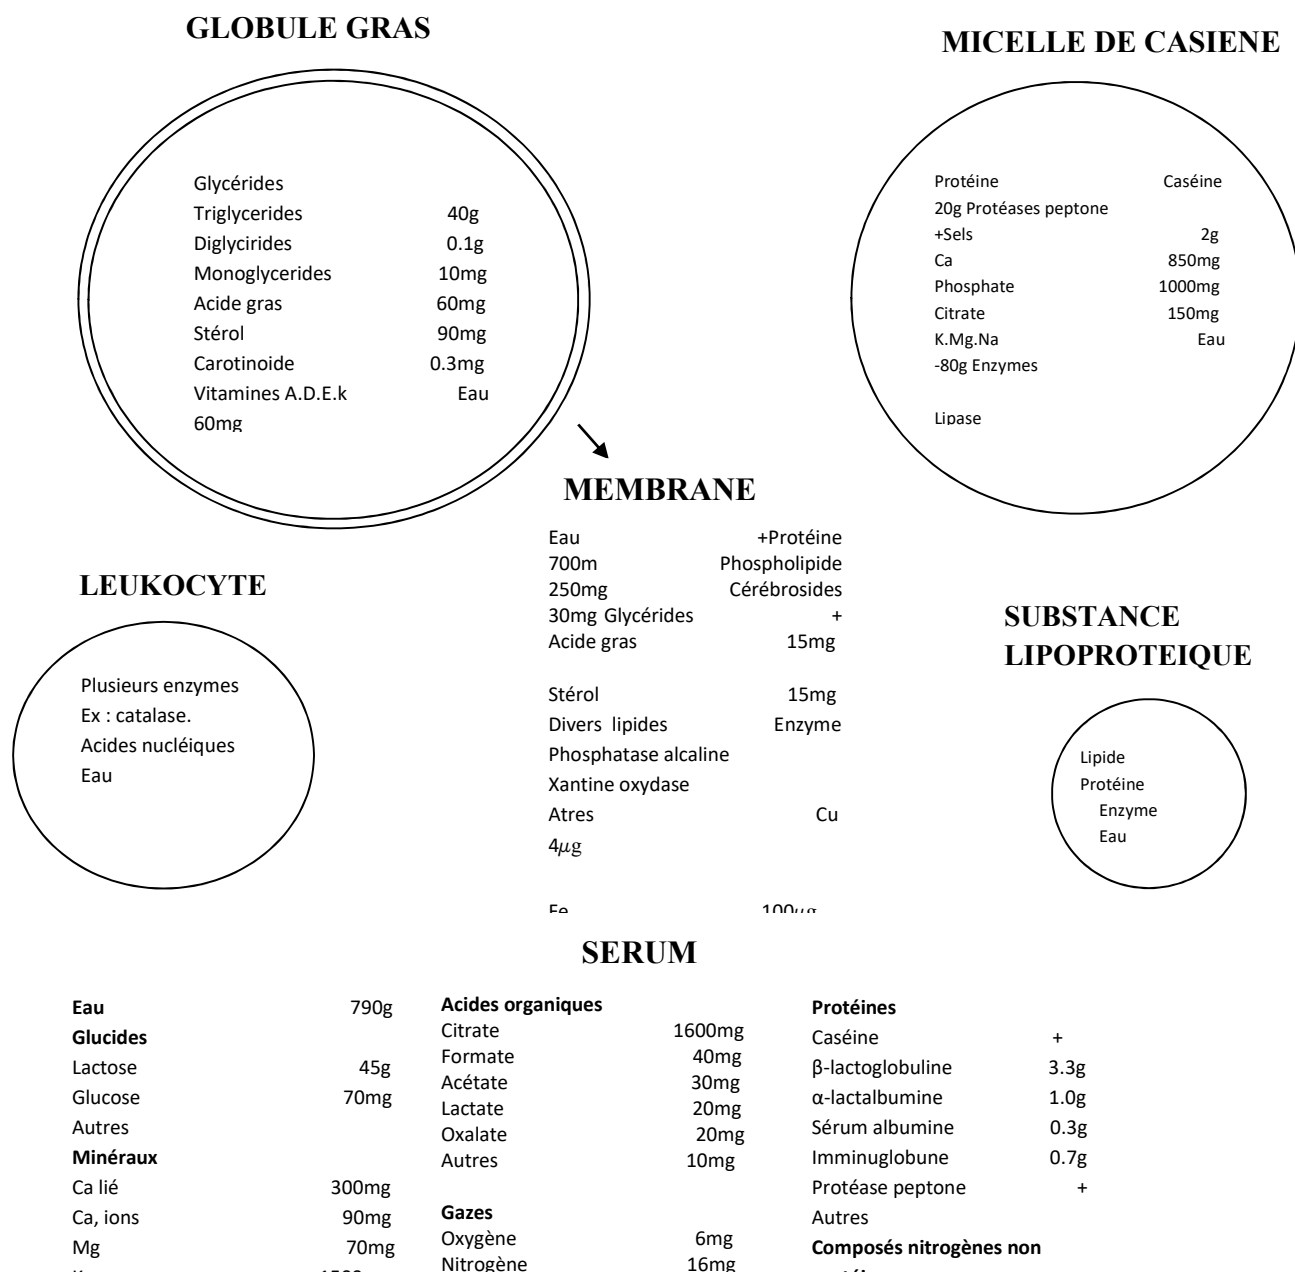 GLOBULE GRAS
Glycérides
Triglycerides 40g
Diglycirides 0.1g
Monoglycerides 10mg
Acide gras 60mg
Stérol 90mg
Carotinoide 0.3mg
Vitamines A.D.E.k Eau
60mg
MICELLE DE CASIENE
Protéine Caséine
20g Protéases peptone
+Sels 2g
Ca 850mg
Phosphate 1000mg
Citrate 150mg
K.Mg.Na Eau
-80g Enzymes
Lipase
MEMBRANE
Eau +Protéine
700m Phospholipide
250mg Cérébrosides
30mg Glycérides +
Acide gras 15mg
Stérol 15mg
Divers lipides Enzyme
Phosphatase alcaline
Xantine oxydase
Atres Cu
4μg
Fe 100μg
LEUKOCYTE
Plusieurs enzymes
Ex : catalase.
Acides nucléiques
Eau
SUBSTANCE
LIPOPROTEIQUE
Lipide
Protéine
Enzyme
Eau
SERUM
Eau 790g
Glucides
Lactose 45g
Glucose 70mg
Autres
Minéraux
Ca lié 300mg
Ca, ions 90mg
Mg 70mg
Acides organiques
Citrate 1600mg
Formate 40mg
Acétate 30mg
Lactate 20mg
Oxalate 20mg
Autres 10mg
Gazes
Oxygène 6mg
Nitrogène 16mg
Protéines
Caséine +
β-lactoglobuline 3.3g
α-lactalbumine 1.0g
Sérum albumine 0.3g
Imminuglobune 0.7g
Protéase peptone +
Autres
Composés nitrogènes non